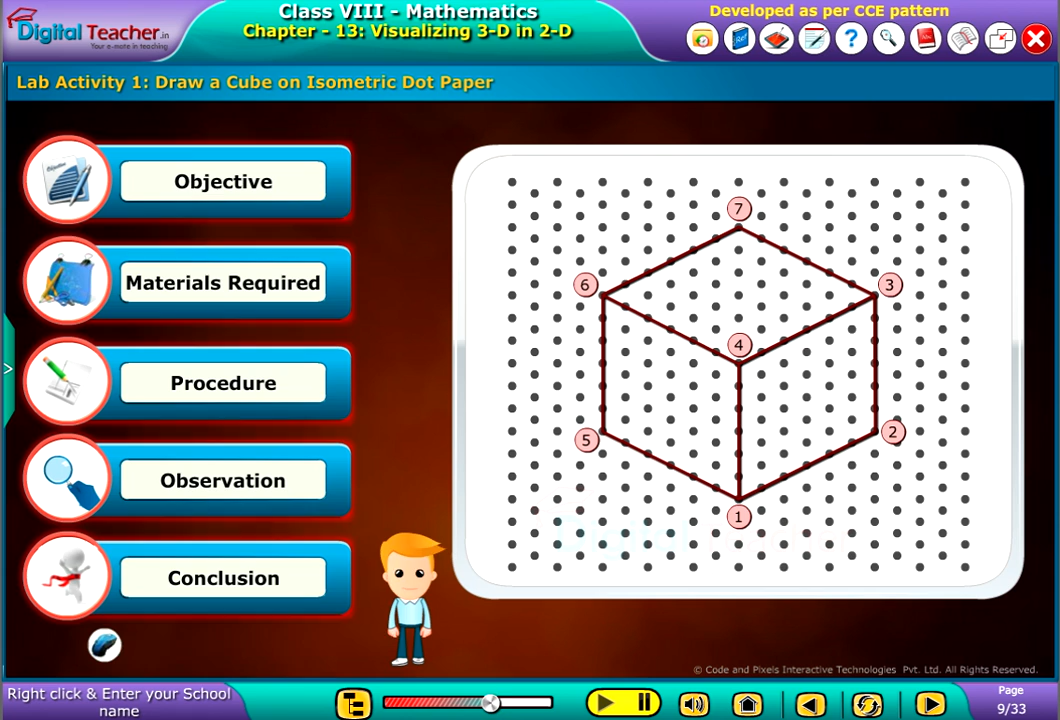 Digital Teacher.in
Your e-mate in teaching
Class VIII - Mathematics
Chapter - 13: Visualizing 3-D in 2-D
Developed as per CCE pattern
Lab Activity 1: Draw a Cube on Isometric Dot Paper
Objective
Materials Required
Procedure
Observation
Conclusion
7
6
3
4
5
2
1
© Code and Pixels Interactive Technologies Pvt. Ltd. All Rights Reserved.
Right click & Enter your School
name
Page
9/33